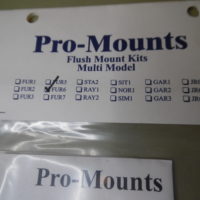 Pro-Mounts
Flush Mount Kits
Multi Model
FUR1 FUR5 STA2 SIT1 GAR1
FUR2 FUR6 RAY1 NOR1 GAR2
FUR3 FUR7 RAY2 SIM1 GAR3
Pro-Mounts